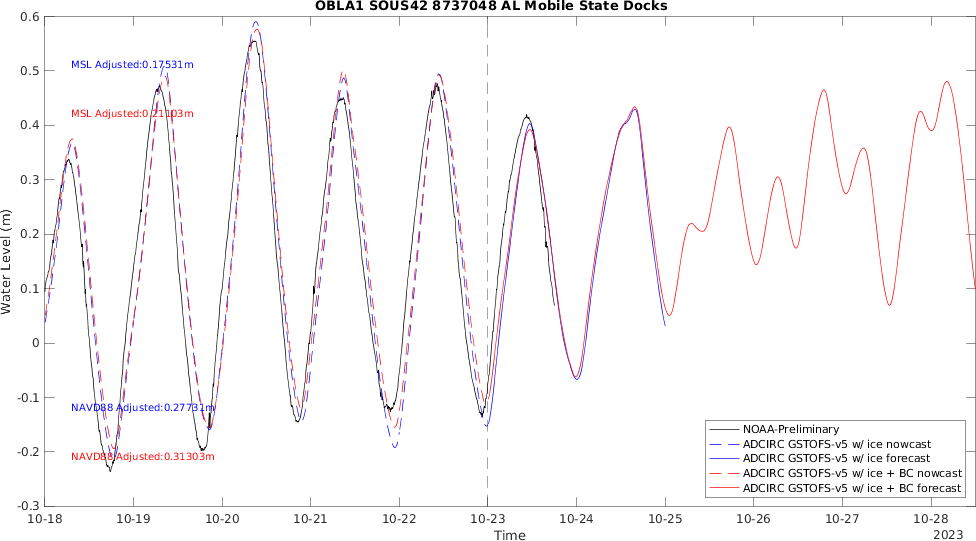 OBLA1 SOUS42 8737048 AL Mobile State Docks
Water Level (m)
0.6
0.5
0.4
0.3
0.2
0.1
0
-0.1
-0.2
-0.3
MSL Adjusted:0.17531m
MSL Adjusted:0.21103m
NAVD88 Adjusted:0.27731m
NAVD88 Adjusted:0.31303m
NOAA-Preliminary
ADCIRC GSTOFS-v5 w/ ice nowcast
ADCIRC GSTOFS-v5 w/ ice forecast
ADCIRC GSTOFS-v5 w/ ice + BC nowcast
ADCIRC GSTOFS-v5 w/ ice + BC forecast
10-18 10-19 10-20 10-21 10-22 10-23 10-24 10-25 10-26 10-27 10-28
Time
2023